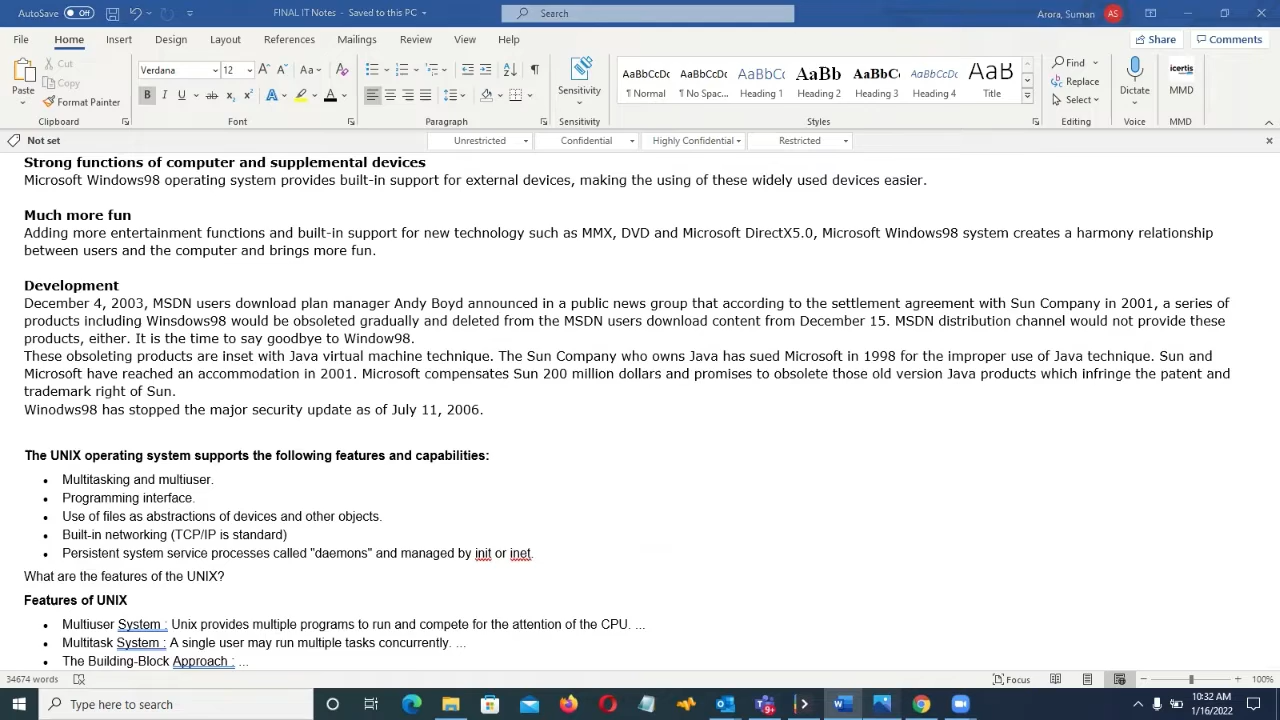 AutoSave Off FINAL IT Notes - Saved to this PC Search Arora, Suman AS
File Home Insert Design Layout References Mailings Review View Help Share Comments
Cut Verdana 12 Find
Copy AaBbCcDc AaBbCcDc AaBbCc AaBb AaBbCc AaBbCcDc AaB Replace icertis
Paste Format Painter Sensitivity ¶ Normal ¶ No Spac... Heading 1 Heading 2 Heading 3 Heading 4 Title Select Dictate MMD
Clipboard Font Paragraph Sensitivity Styles Editing Voice MMD
Not set Unrestricted Confidential Highly Confidential Restricted
Strong functions of computer and supplemental devices
Microsoft Windows98 operating system provides built-in support for external devices, making the using of these widely used devices easier.
Much more fun
Adding more entertainment functions and built-in support for new technology such as MMX, DVD and Microsoft DirectX5.0, Microsoft Windows98 system creates a harmony relationship
between users and the computer and brings more fun.
Development
December 4, 2003, MSDN users download plan manager Andy Boyd announced in a public news group that according to the settlement agreement with Sun Company in 2001, a series of
products including Winsdows98 would be obsoleted gradually and deleted from the MSDN users download content from December 15. MSDN distribution channel would not provide these
products, either. It is the time to say goodbye to Window98.
These obsoleting products are inset with Java virtual machine technique. The Sun Company who owns Java has sued Microsoft in 1998 for the improper use of Java technique. Sun and
Microsoft have reached an accommodation in 2001. Microsoft compensates Sun 200 million dollars and promises to obsolete those old version Java products which infringe the patent and
trademark right of Sun.
Winodws98 has stopped the major security update as of July 11, 2006.
The UNIX operating system supports the following features and capabilities:
• Multitasking and multiuser.
• Programming interface.
• Use of files as abstractions of devices and other objects.
• Built-in networking (TCP/IP is standard)
• Persistent system service processes called "daemons" and managed by init or inet.
What are the features of the UNIX?
Features of UNIX
• Multiuser System : Unix provides multiple programs to run and compete for the attention of the CPU. ...
• Multitask System : A single user may run multiple tasks concurrently. ...
• The Building-Block Approach : ...
34674 words Focus 100%
Type here to search 10:32 AM
1/16/2022